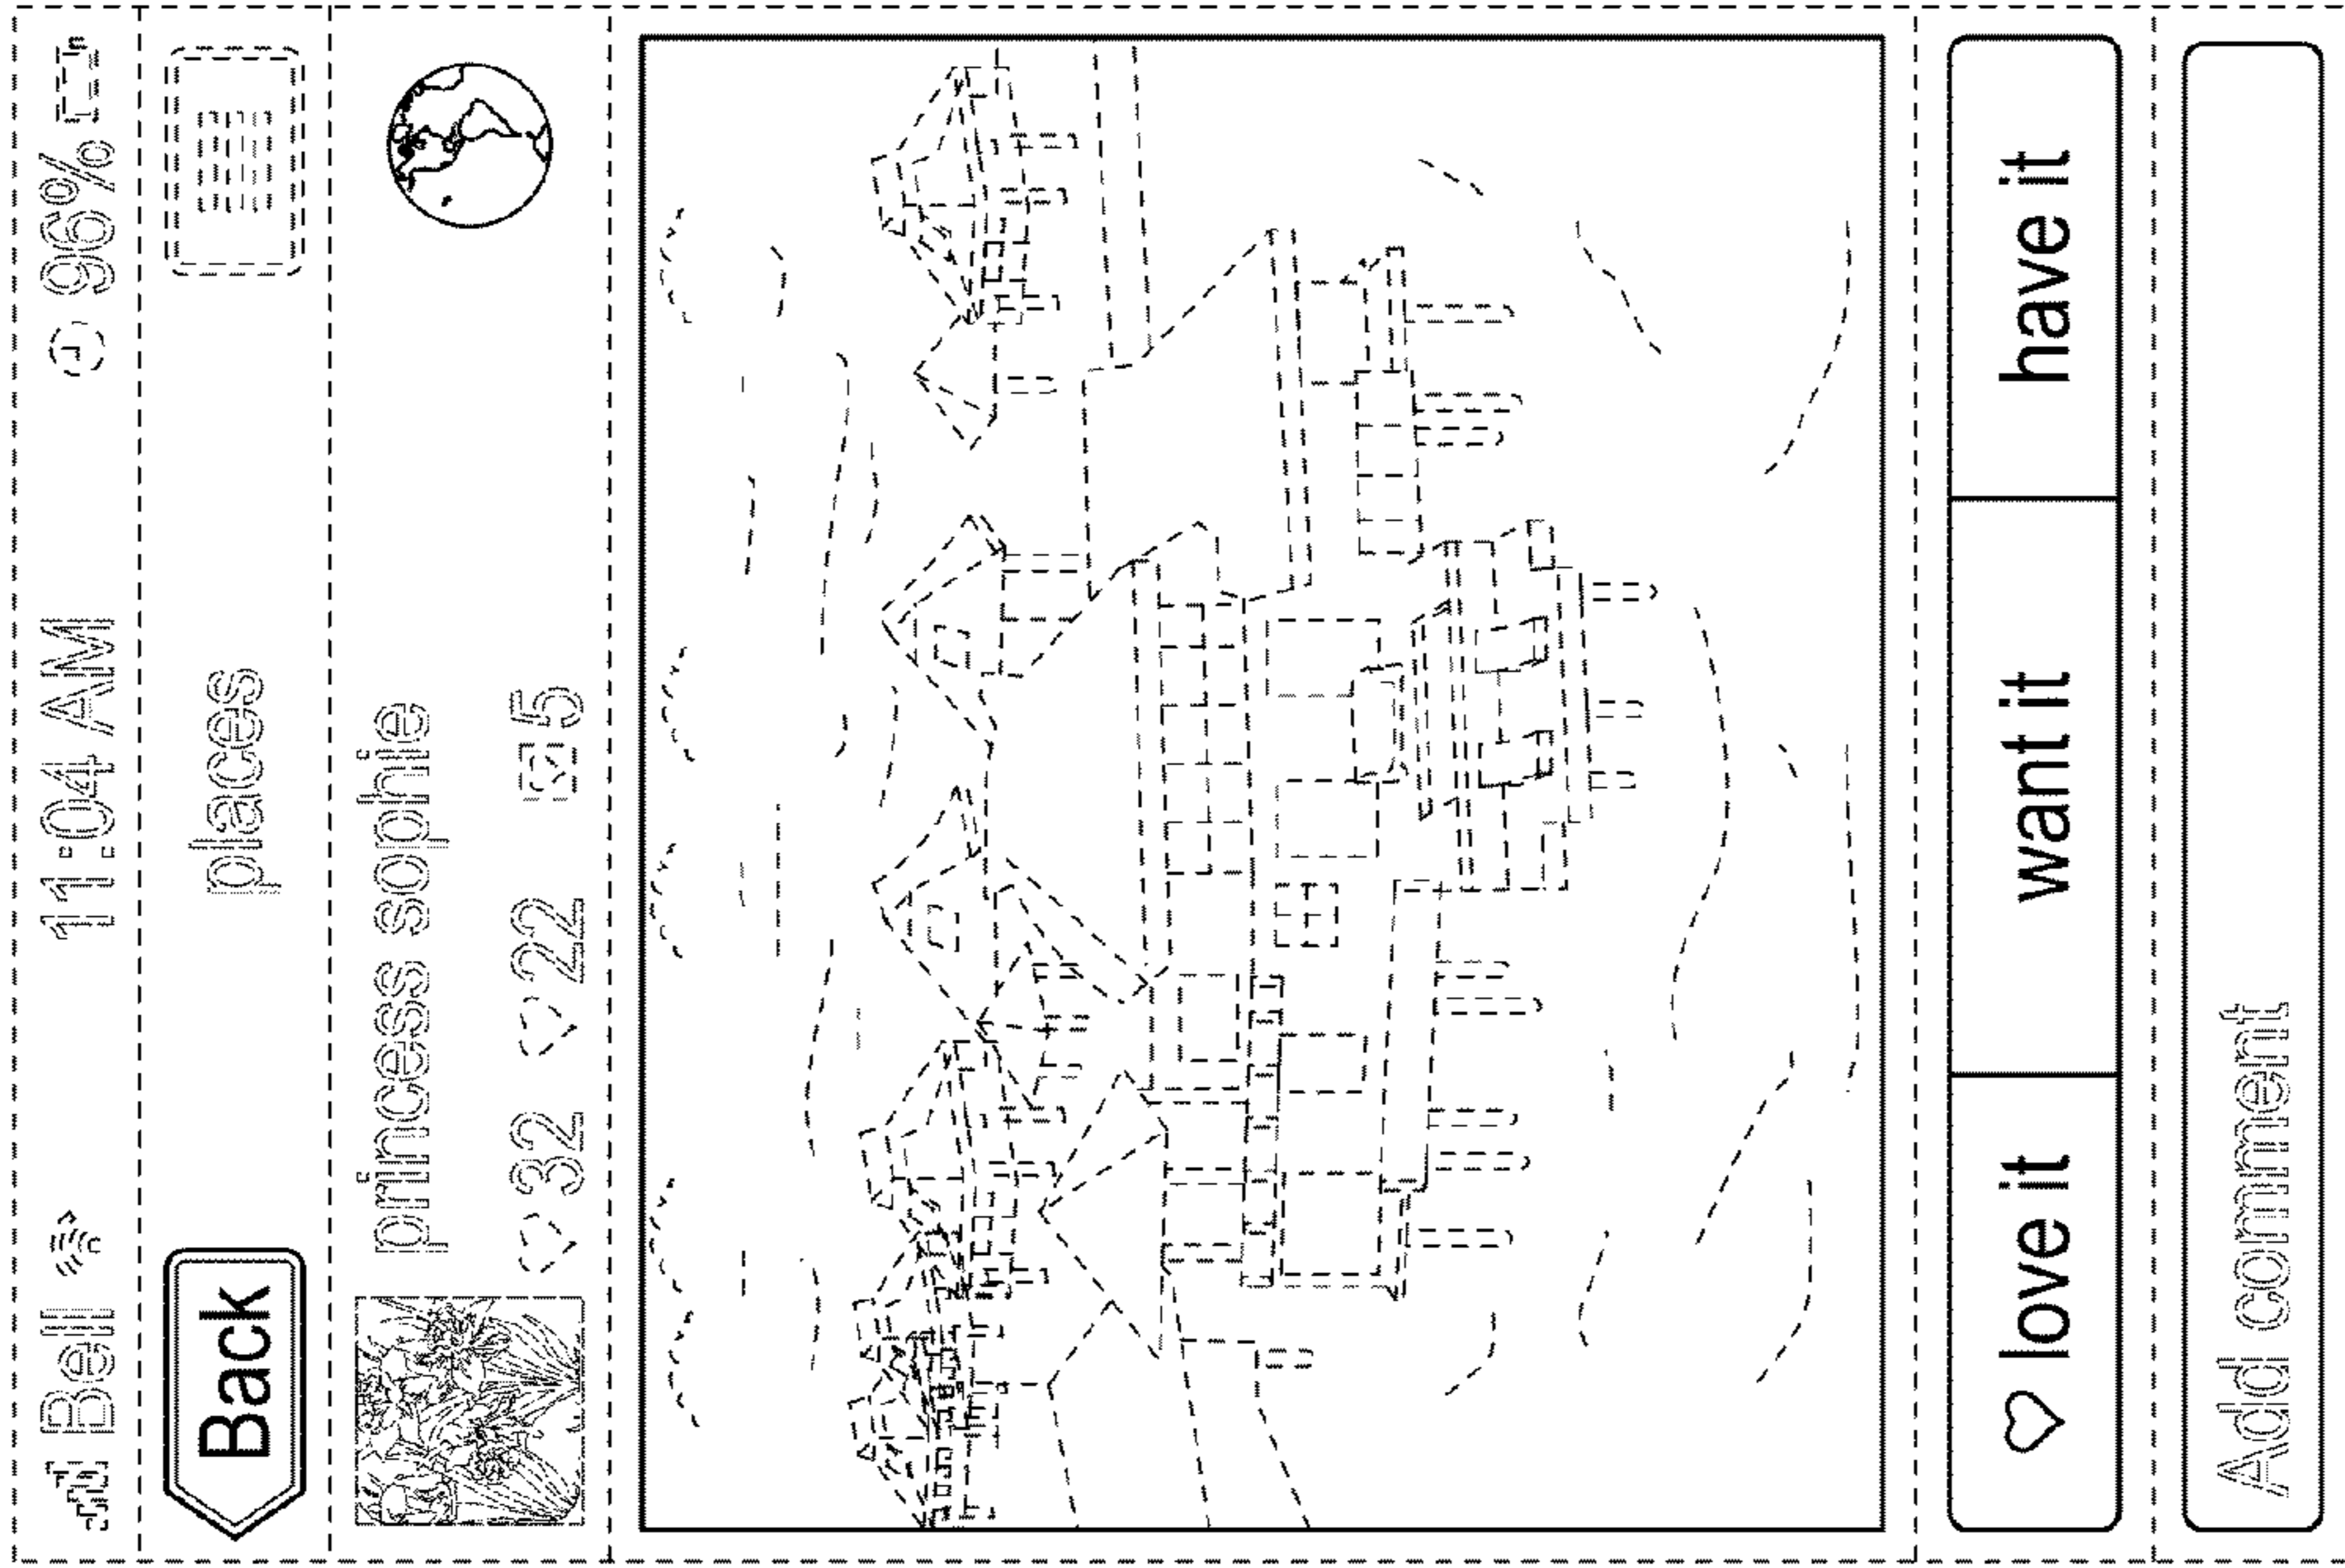 Bell 11:04 AM 96%
Back places
princess sophie
32 22 5
love it want it have it
Add comment